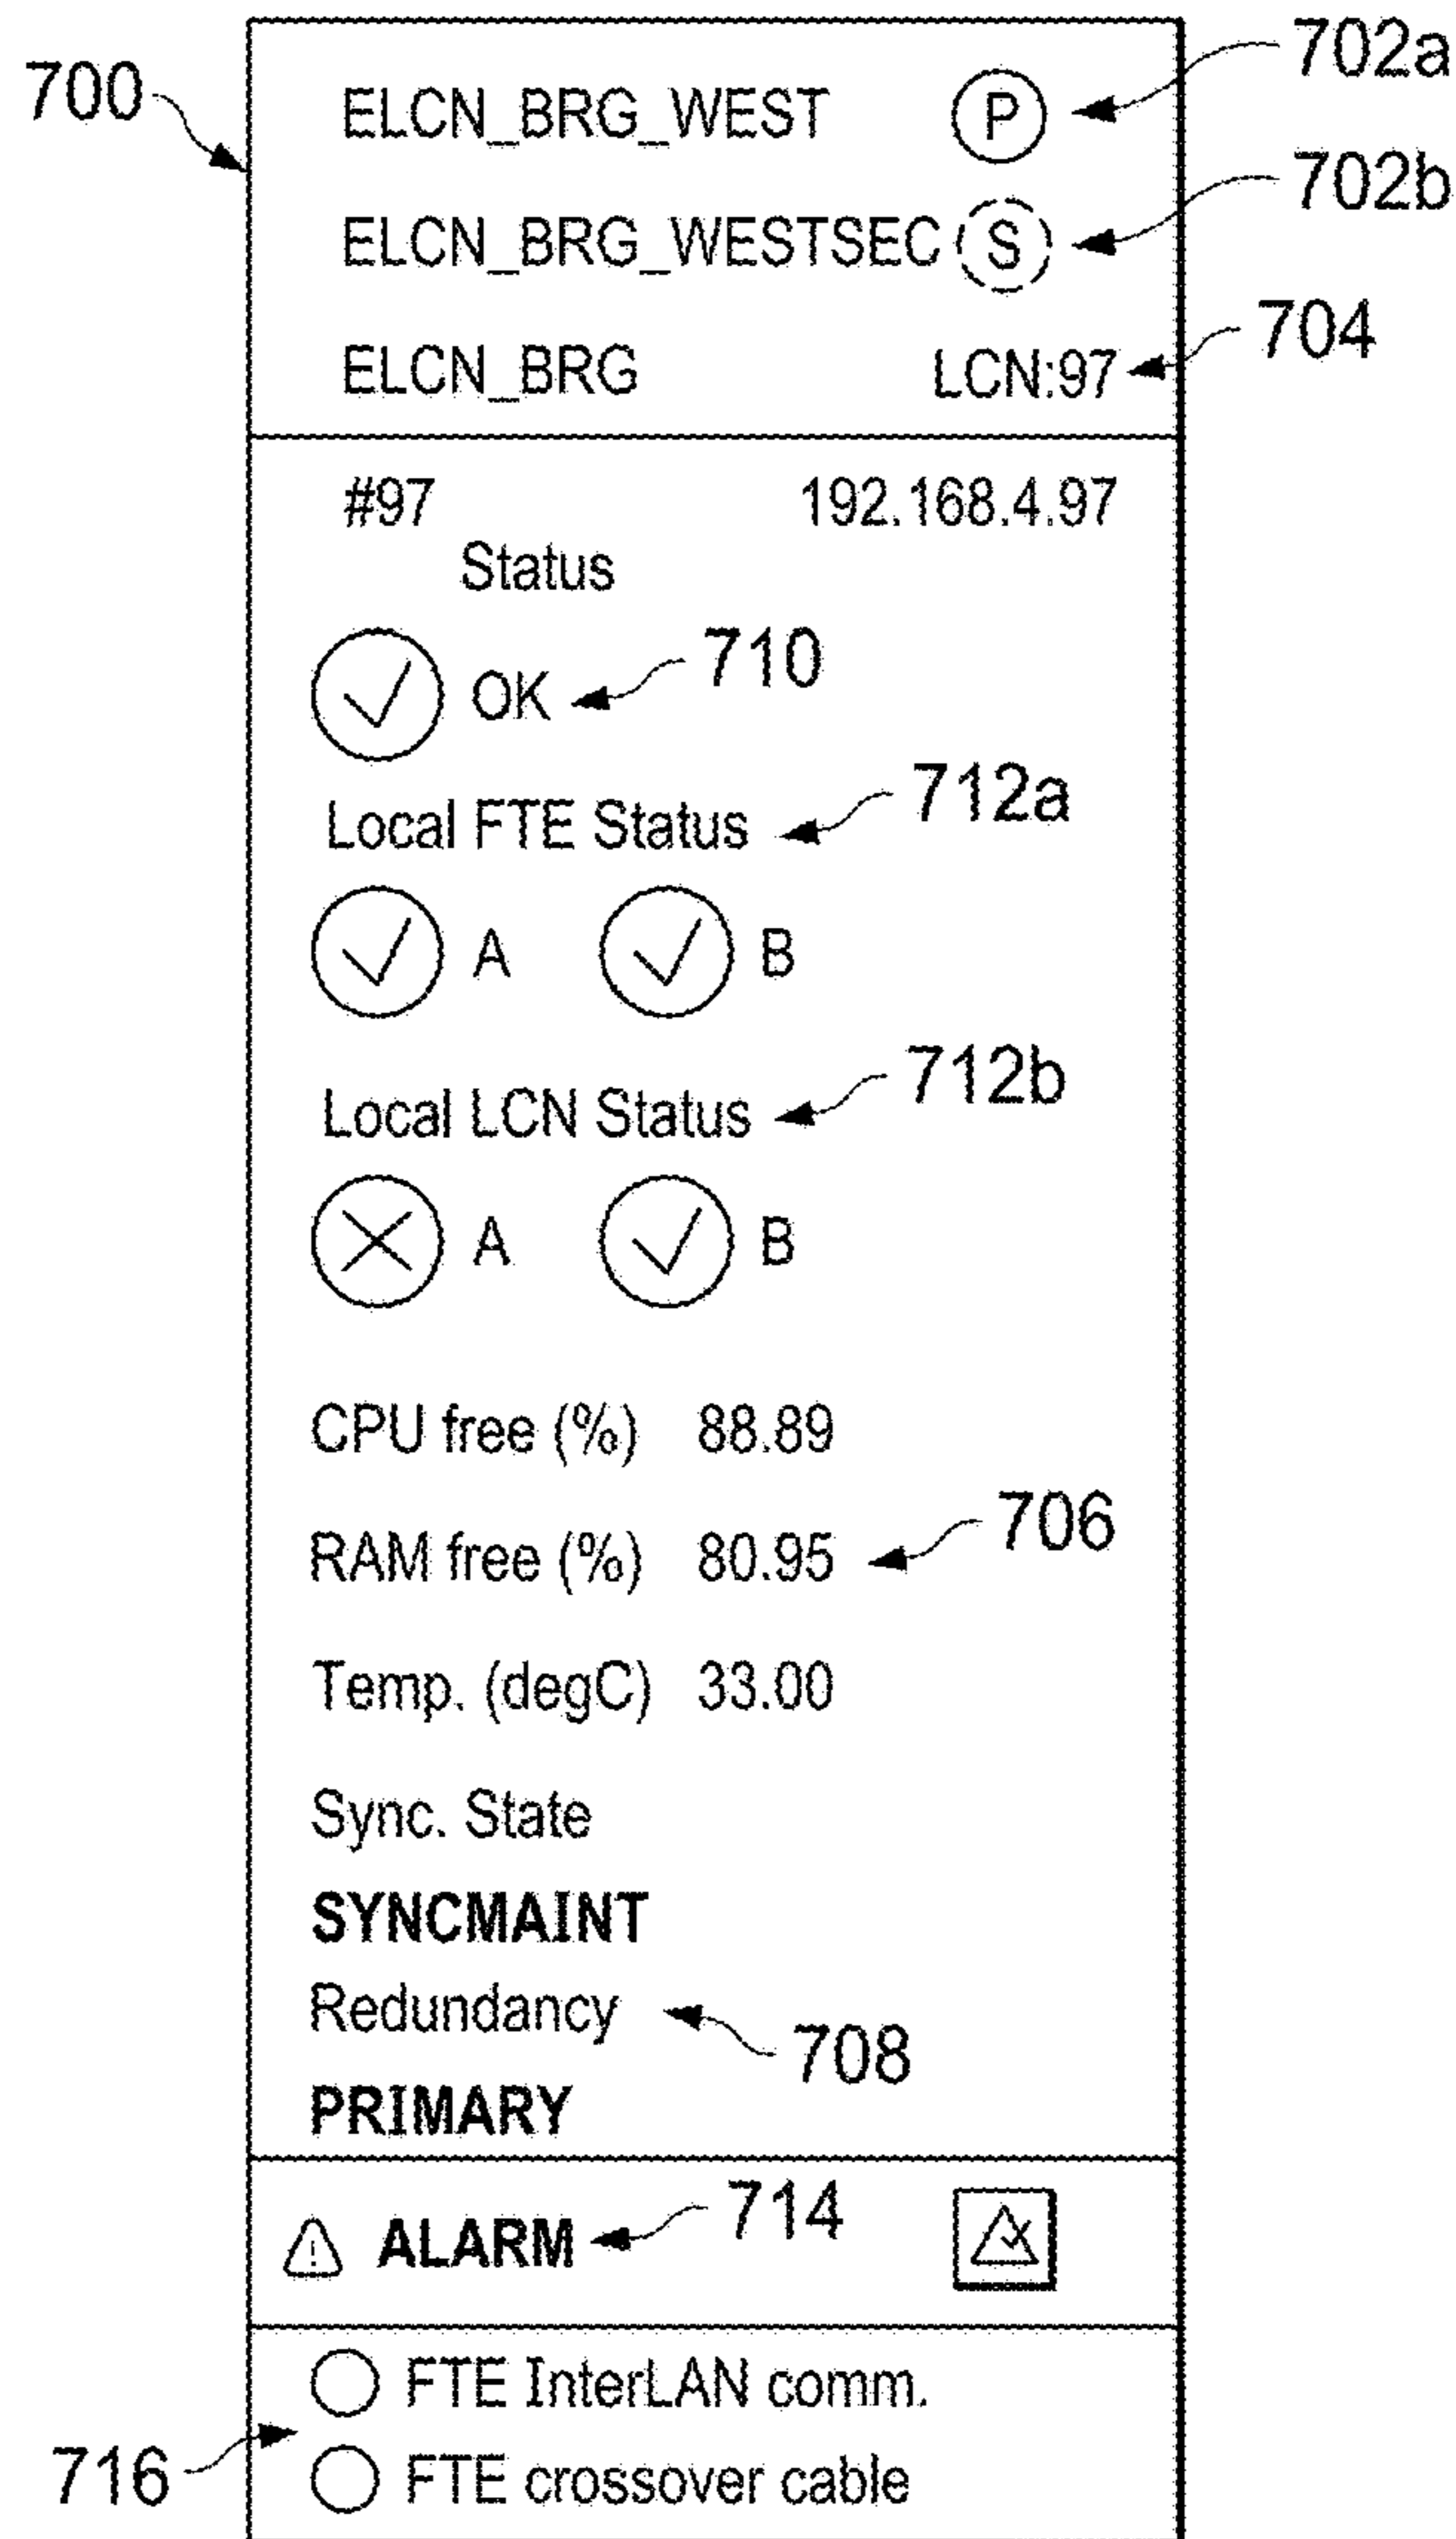 700
ELCN_BRG_WEST P 702a
ELCN_BRG_WESTSEC S 702b
ELCN_BRG LCN:97 704
#97 192.168.4.97
Status
OK 710
Local FTE Status 712a
A B
Local LCN Status 712b
A B
CPU free (%) 88.89
RAM free (%) 80.95 706
Temp. (degC) 33.00
Sync. State
SYNCMAINT
Redundancy 708
PRIMARY
! ALARM 714
FTE InterLAN comm.
716
FTE crossover cable